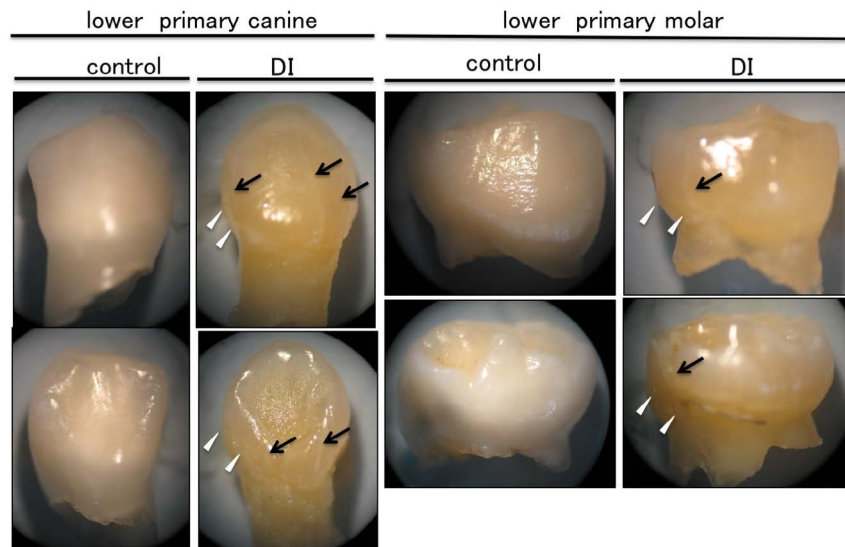 lower primary canine
lower primary molar
control
DI
control
DI